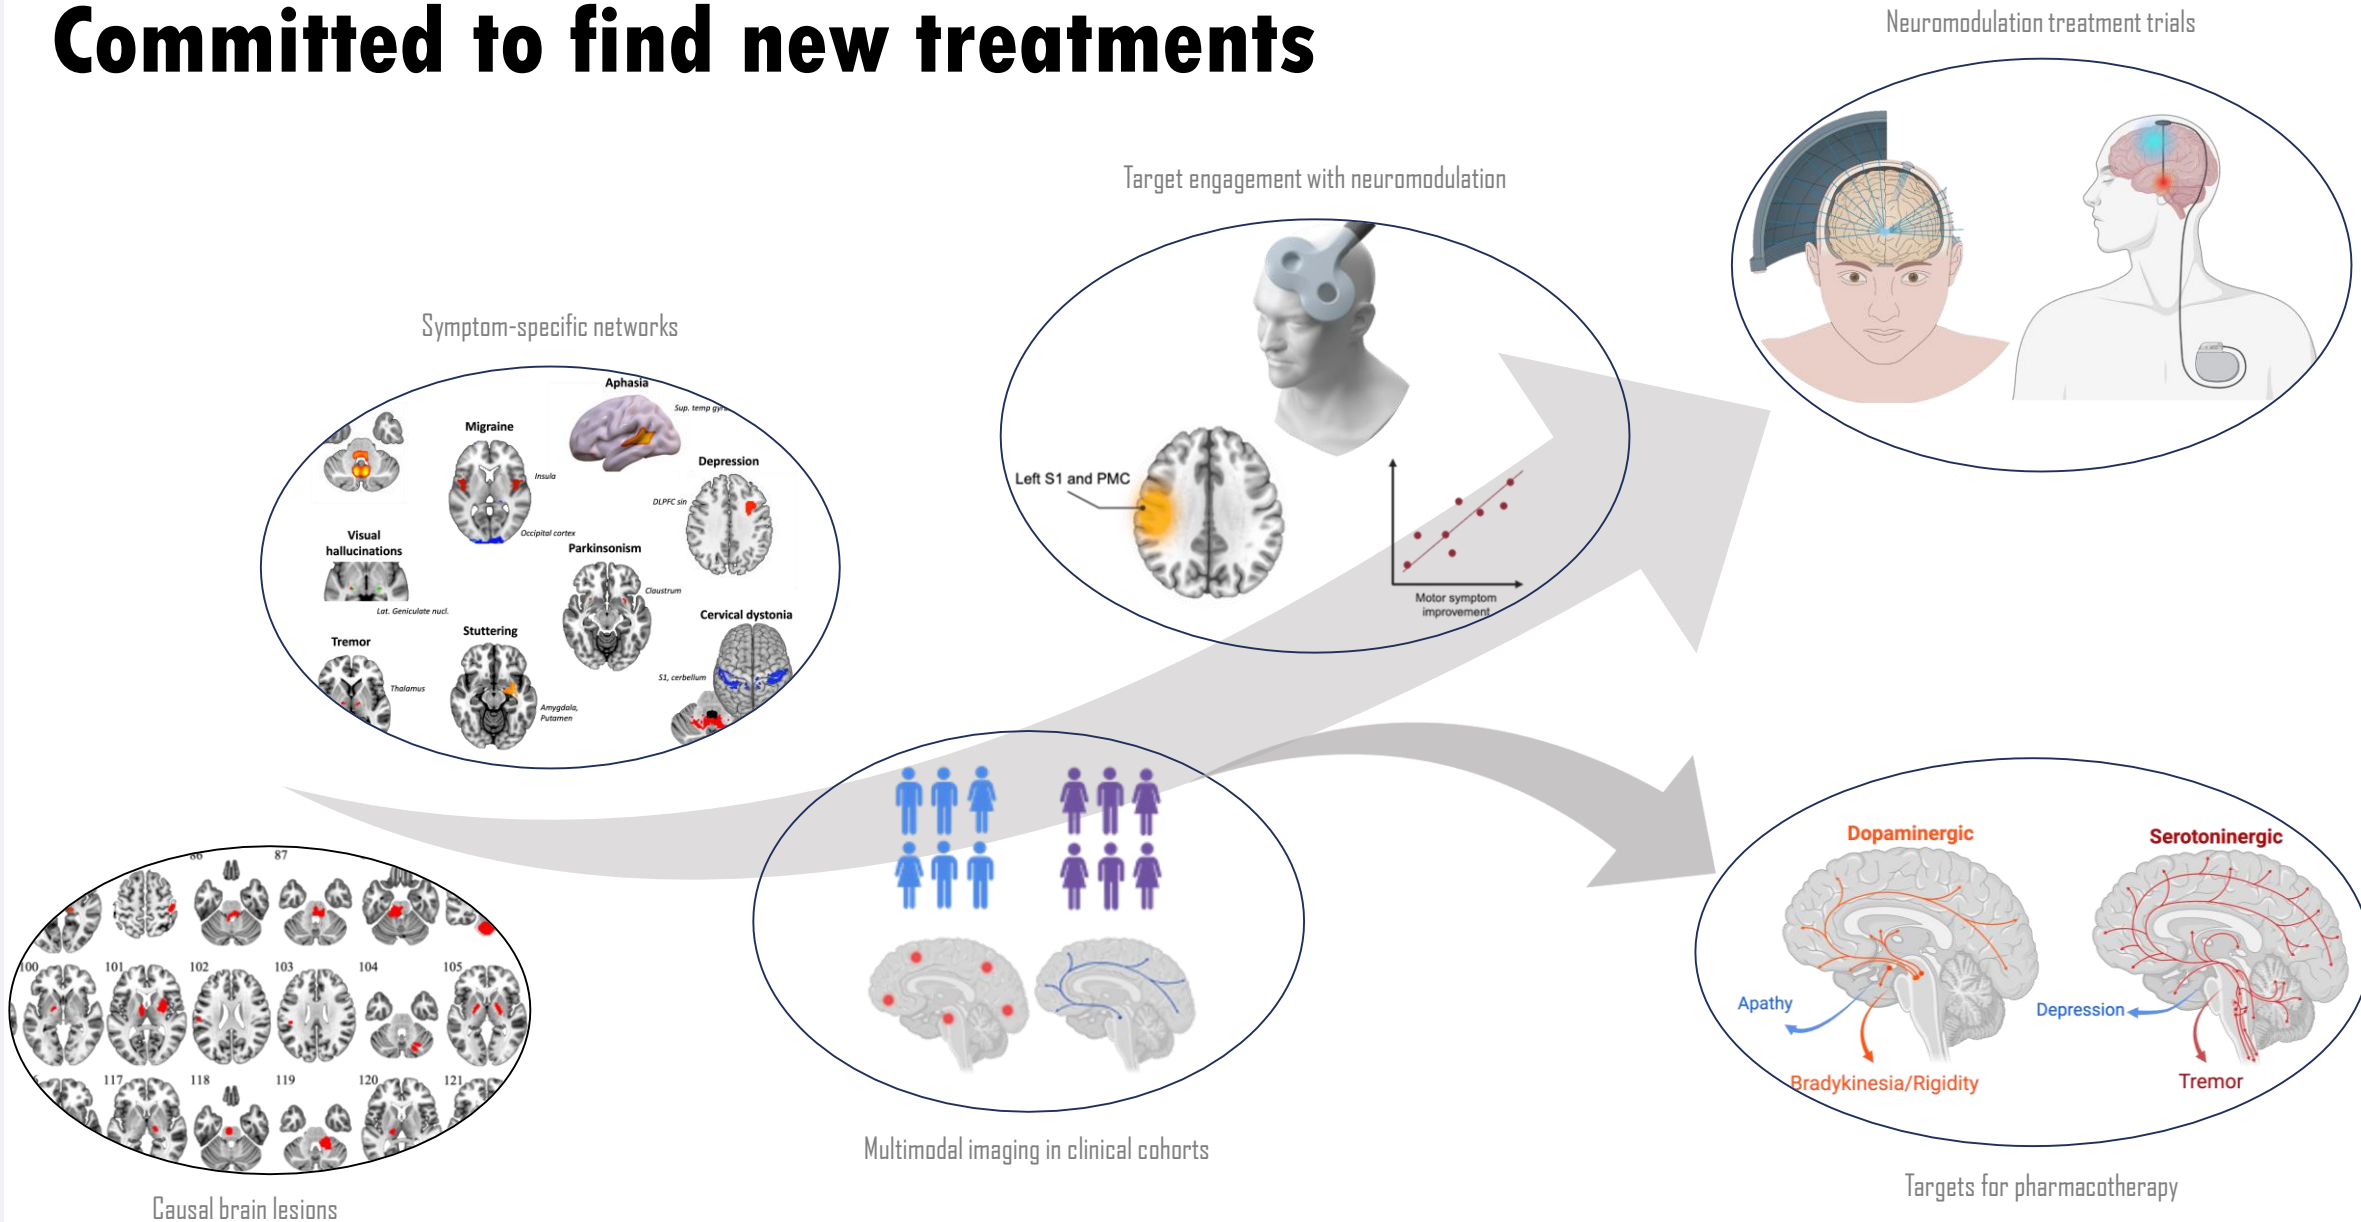 Committed to find new treatments
Neuromodulation treatment trials
Target engagement with neuromodulation
Left S1 and PMC
Motor symptom
improvement
Symptom-specific networks
Aphasia
Sup. temp
Migraine
Insula
Occipital cortex
Depression
DLPFC sin
Visual
hallucinations
Lat. Geniculate nucl.
Parkinsonism
Claustrum
Cervical dystonia
S1, cerbellum
Tremor
Thalamus
Stuttering
Amygdala,
Putamen
86 87
100 101 102 103 104 105
117 118 119 120 121
Causal brain lesions
Multimodal imaging in clinical cohorts
Dopaminergic
Serotoninergic
Apathy
Bradykinesia/Rigidity
Depression
Tremor
Targets for pharmacotherapy